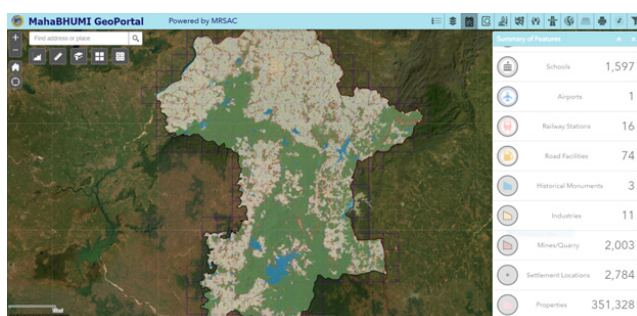 MahaBHUMI GeoPortal Powered by MRSAC
Find address or place
Summary of Features
Schools 1,597
Airports 1
Railway Stations 16
Road Facilities 74
Historical Monuments 3
Industries 11
Mines/Quarry 2,003
Settlement Locations 2,784
Properties 351,328